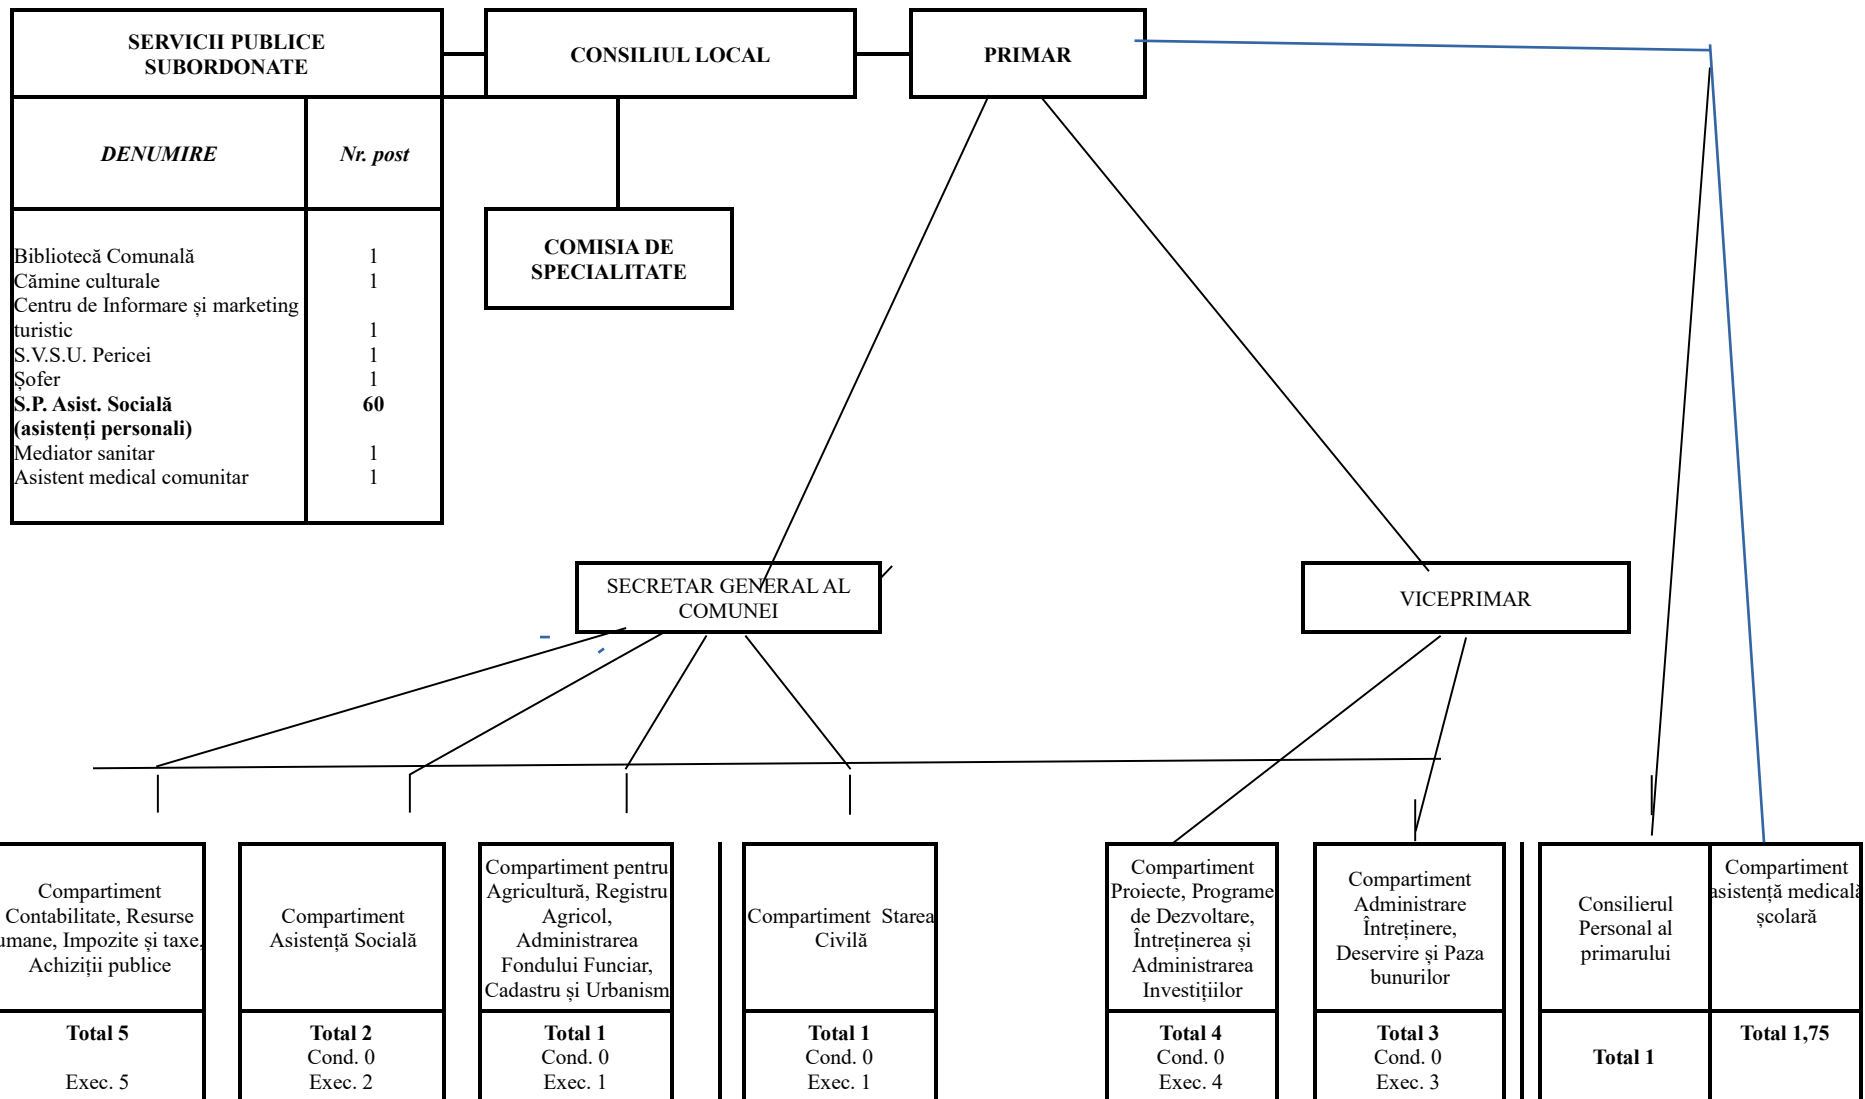 SERVICII PUBLICE
SUBORDONATE
CONSILIUL LOCAL
PRIMAR
DENUMIRE
Nr. post
Bibliotecă Comunală 1
Cămine culturale 1
Centru de Informare și marketing
turistic 1
S.V.S.U. Pericei 1
Șofer 1
S.P. Asist. Socială 60
(asistenți personali)
Mediator sanitar 1
Asistent medical comunitar 1
COMISIA DE
SPECIALITATE
SECRETAR GENERAL AL
COMUNEI
VICEPRIMAR
Compartiment
Contabilitate, Resurse
umane, Impozite și taxe,
Achiziții publice
Total 5
Exec. 5
Compartiment
Asistență Socială
Total 2
Cond. 0
Exec. 2
Compartiment pentru
Agricultură, Registru
Agricol,
Administrarea
Fondului Funciar,
Cadastru și Urbanism
Total 1
Cond. 0
Exec. 1
Compartiment Starea
Civilă
Total 1
Cond. 0
Exec. 1
Compartiment
Proiecte, Programe
de Dezvoltare,
Întreținerea și
Administrarea
Investițiilor
Total 4
Cond. 0
Exec. 4
Compartiment
Administrare
Întreținere,
Deservire și Paza
bunurilor
Total 3
Cond. 0
Exec. 3
Consilierul
Personal al
primarului
Total 1
Compartiment
asistență medicală
școlară
Total 1,75